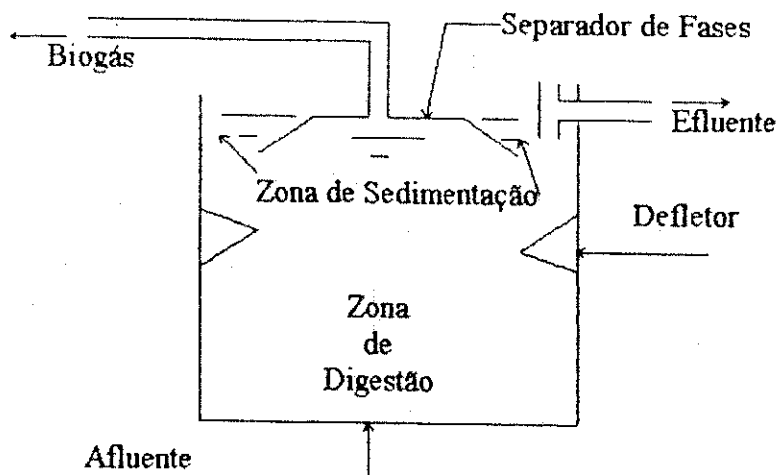 Separador de Fases
Biogás
Efluente
Zona de Sedimentação
Defletor
Zona
de
Digestão
Afluente